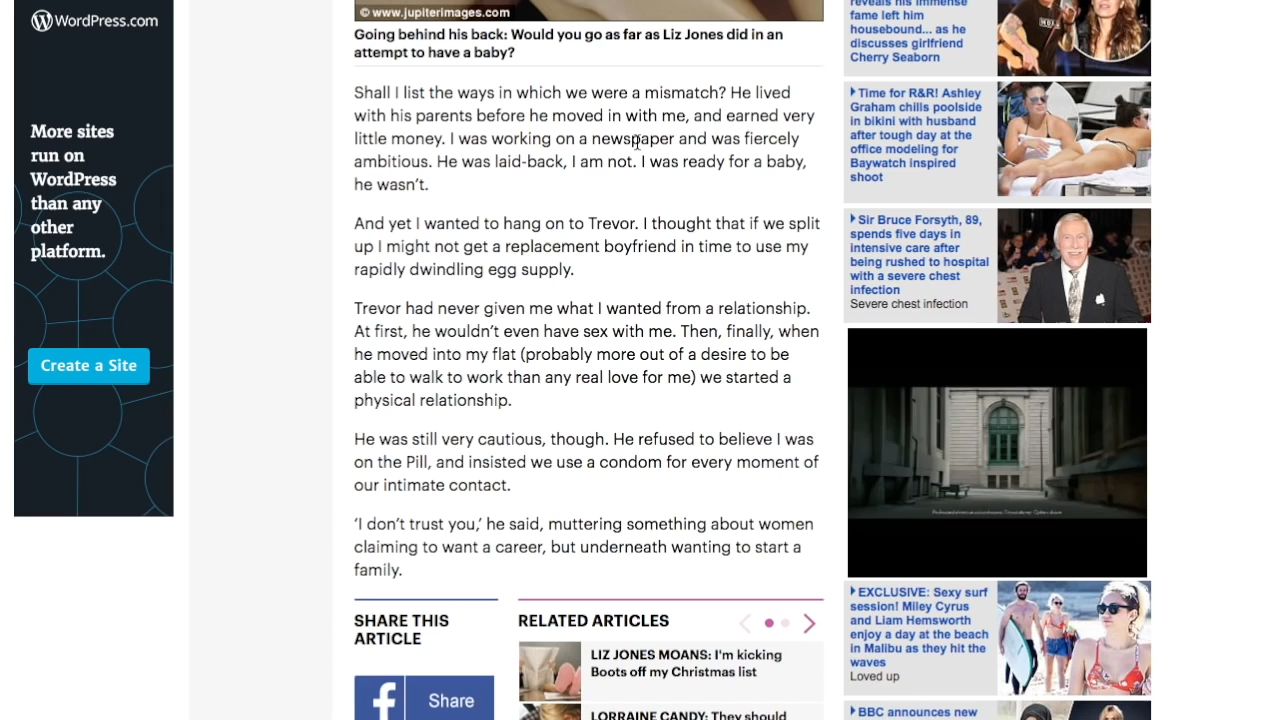 WordPress.com
More sites
run on
WordPress
than any
other
platform.
Create a Site
© www.jupiterimages.com
Going behind his back: Would you go as far as Liz Jones did in an
attempt to have a baby?
Shall I list the ways in which we were a mismatch? He lived
with his parents before he moved in with me, and earned very
little money. I was working on a newspaper and was fiercely
ambitious. He was laid-back, I am not. I was ready for a baby,
he wasn't.
And yet I wanted to hang on to Trevor. I thought that if we split
up I might not get a replacement boyfriend in time to use my
rapidly dwindling egg supply.
Trevor had never given me what I wanted from a relationship.
At first, he wouldn't even have sex with me. Then, finally, when
he moved into my flat (probably more out of a desire to be
able to walk to work than any real love for me) we started a
physical relationship.
He was still very cautious, though. He refused to believe I was
on the Pill, and insisted we use a condom for every moment of
our intimate contact.
'I don't trust you,' he said, muttering something about women
claiming to want a career, but underneath wanting to start a
family.
SHARE THIS
ARTICLE
Share
RELATED ARTICLES
LIZ JONES MOANS: I'm kicking
Boots off my Christmas list
LORRAINE CANDY: They should
reveals his immense
fame left him
housebound... as he
discusses girlfriend
Cherry Seaborn
Time for R&R! Ashley
Graham chills poolside
in bikini with husband
after tough day at the
office modeling for
Baywatch inspired
shoot
Sir Bruce Forsyth, 89,
spends five days in
intensive care after
being rushed to hospital
with a severe chest
infection
Severe chest infection
EXCLUSIVE: Sexy surf
session! Miley Cyrus
and Liam Hemsworth
enjoy a day at the beach
in Malibu as they hit the
waves
Loved up
BBC announces new